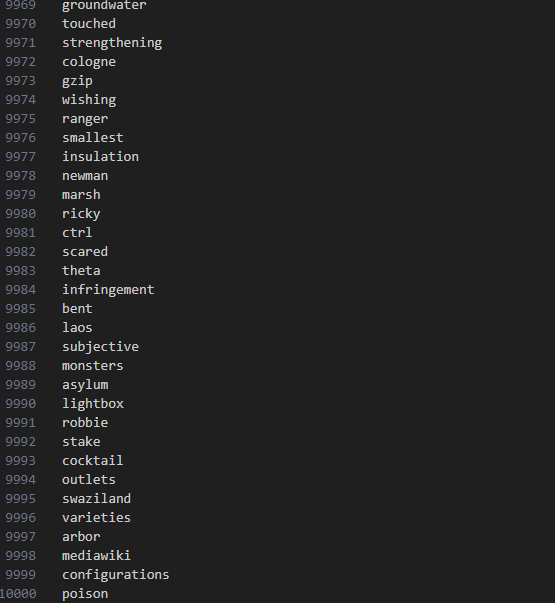 9969 groundwater
9970 touched
9971 strengthening
9972 cologne
9973 gzip
9974 wishing
9975 ranger
9976 smallest
9977 insulation
9978 newman
9979 marsh
9980 ricky
9981 ctrl
9982 scared
9983 theta
9984 infringement
9985 bent
9986 laos
9987 subjective
9988 monsters
9989 asylum
9990 lightbox
9991 robbie
9992 stake
9993 cocktail
9994 outlets
9995 swaziland
9996 varieties
9997 arbor
9998 mediawiki
9999 configurations
10000 poison